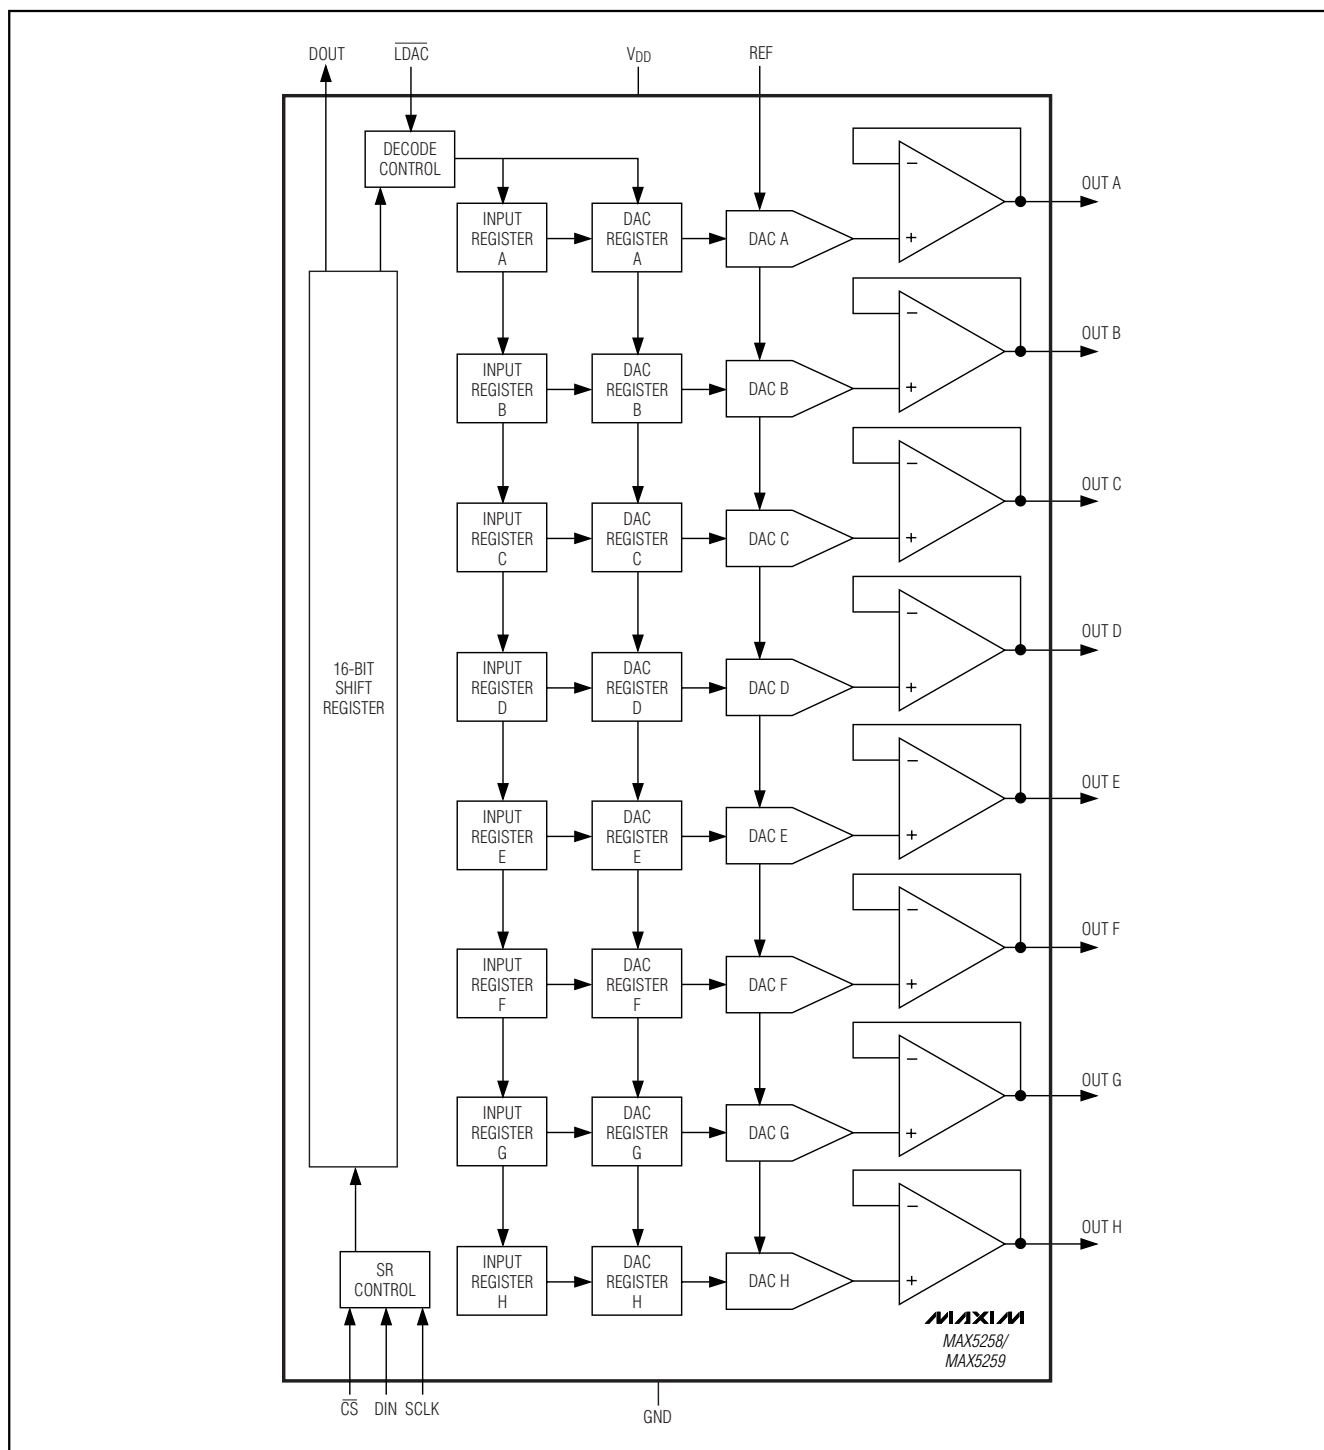 DOUT
LDAC
VDD
REF
DECODE
CONTROL
INPUT
REGISTER
A
DAC
REGISTER
A
DAC A
−
+
OUT A
INPUT
REGISTER
B
DAC
REGISTER
B
DAC B
−
+
OUT B
INPUT
REGISTER
C
DAC
REGISTER
C
DAC C
−
+
OUT C
16-BIT
SHIFT
REGISTER
INPUT
REGISTER
D
DAC
REGISTER
D
DAC D
−
+
OUT D
INPUT
REGISTER
E
DAC
REGISTER
E
DAC E
−
+
OUT E
INPUT
REGISTER
F
DAC
REGISTER
F
DAC F
−
+
OUT F
INPUT
REGISTER
G
DAC
REGISTER
G
DAC G
−
+
OUT G
SR
CONTROL
INPUT
REGISTER
H
DAC
REGISTER
H
DAC H
−
+
OUT H
MAXIM
MAX5258/
MAX5259
CS
DIN
SCLK
GND